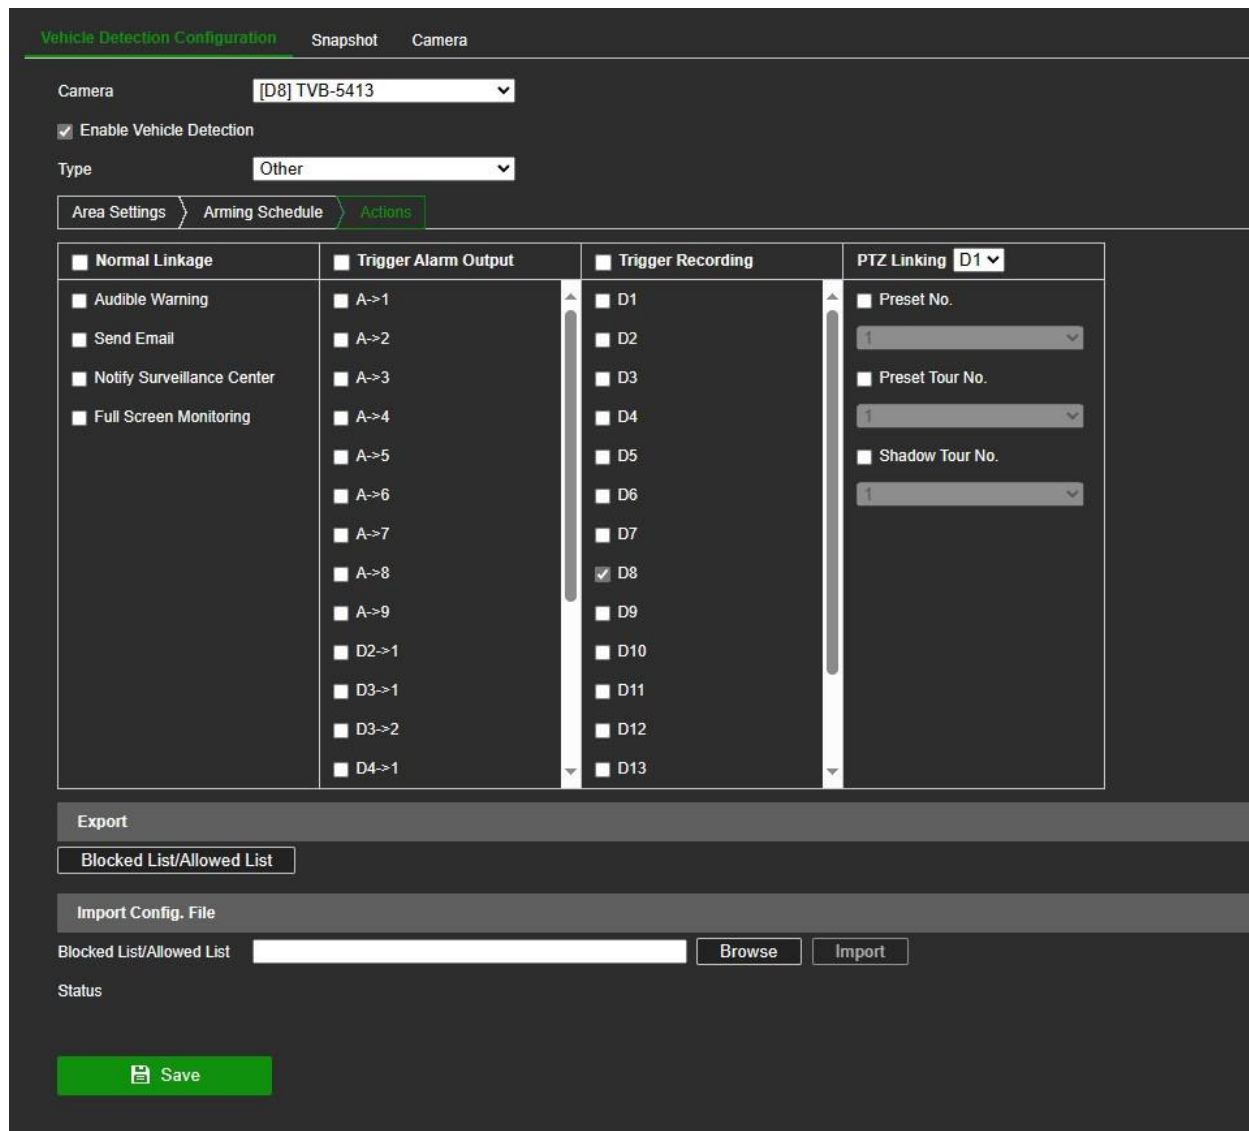 Vehicle Detection Configuration Snapshot Camera
Camera [D8] TVB-5413
Enable Vehicle Detection
Type Other
Area Settings Arming Schedule Actions
Normal Linkage Trigger Alarm Output Trigger Recording PTZ Linking D1
Audible Warning A->1 D1 Preset No.
Send Email A->2 D2 1
Notify Surveillance Center A->3 D3 Preset Tour No.
Full Screen Monitoring A->4 D4 1
A->5 D5 Shadow Tour No.
A->6 D6 1
A->7 D7
A->8 D8
A->9 D9
D2->1 D10
D3->1 D11
D3->2 D12
D4->1 D13
Export
Blocked List/Allowed List
Import Config. File
Blocked List/Allowed List Browse Import
Status
Save